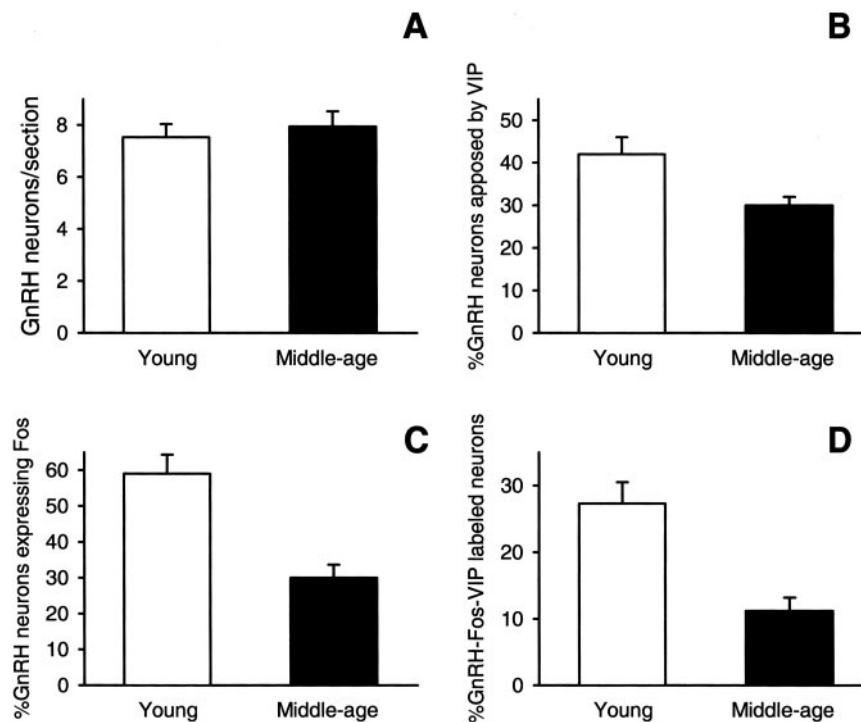 A
GnRH neurons/section
8
6
4
2
0
Young Middle-age
B
%GnRH neurons apposed by VIP
50
40
30
20
10
0
Young Middle-age
C
%GnRH neurons expressing Fos
60
50
40
30
20
10
0
Young Middle-age
D
%GnRH-Fos-VIP labeled neurons
30
20
10
0
Young Middle-age